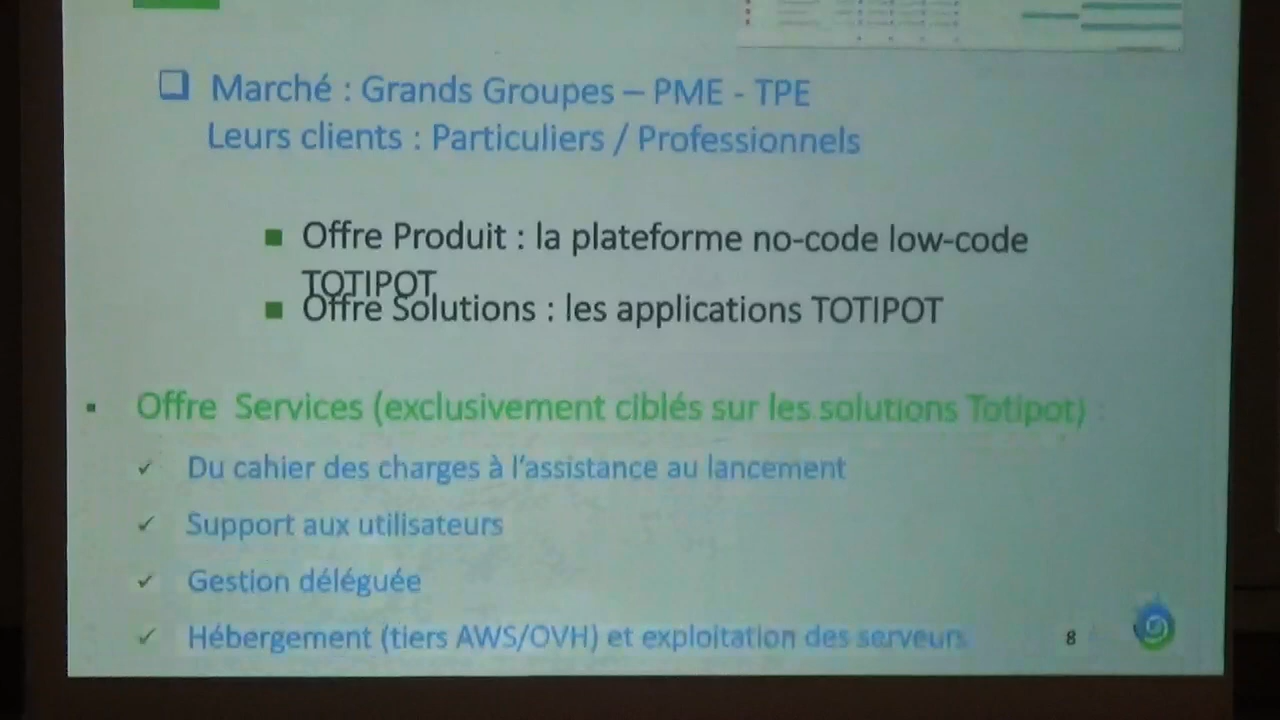 Marché : Grands Groupes – PME - TPE
Leurs clients : Particuliers / Professionnels
Offre Produit : la plateforme no-code low-code
TOTIPOT
Offre Solutions : les applications TOTIPOT
Offre Services (exclusivement ciblés sur les solutions Totipot) :
Du cahier des charges à l'assistance au lancement
Support aux utilisateurs
Gestion déléguée
Hébergement (tiers AWS/OVH) et exploitation des serveurs
8